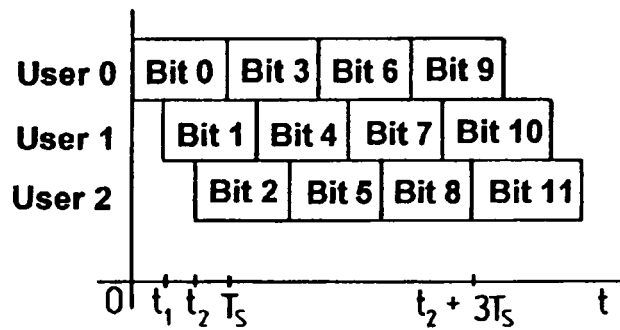 User 0 Bit 0 Bit 3 Bit 6 Bit 9
User 1 Bit 1 Bit 4 Bit 7 Bit 10
User 2 Bit 2 Bit 5 Bit 8 Bit 11
0 t₁ t₂ Tₛ t₂ + 3Tₛ t